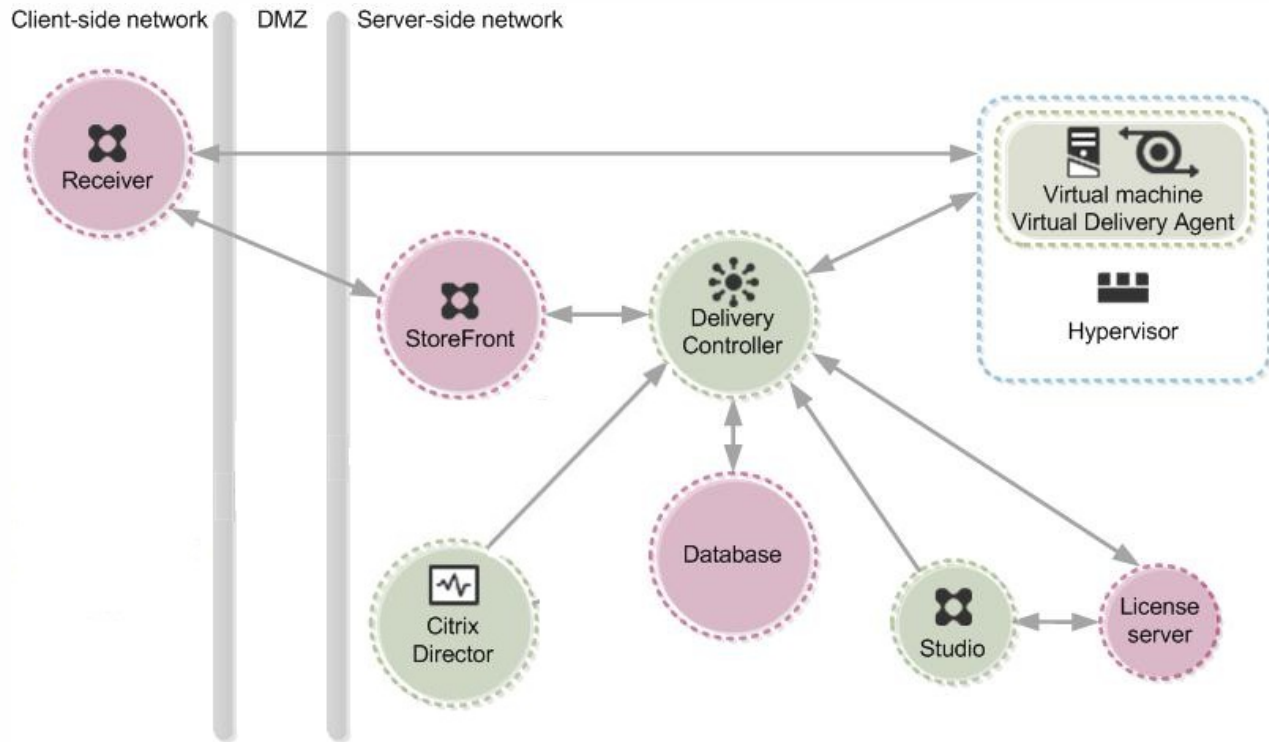 Client-side network
DMZ
Server-side network
Receiver
Virtual machine
Virtual Delivery Agent
Hypervisor
StoreFront
Delivery
Controller
Database
Citrix
Director
Studio
License
server